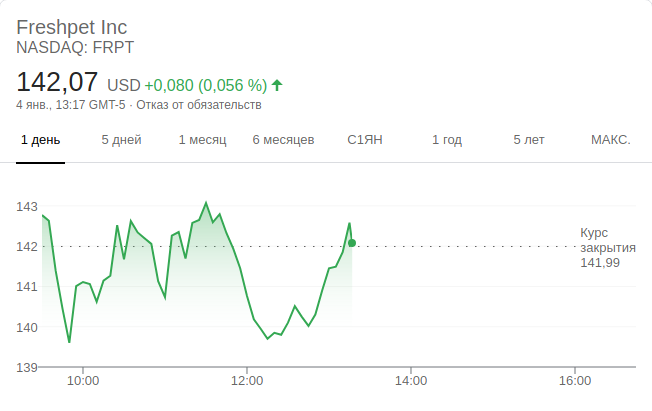 Freshpet Inc
NASDAQ: FRPT
142,07 USD +0,080 (0,056 %)
4 янв., 13:17 GMT-5 · Отказ от обязательств
1 день 5 дней 1 месяц 6 месяцев С1ЯН 1 год 5 лет МАКС.
143
142
141
140
139
Курс
закрытия
141,99
10:00 12:00 14:00 16:00